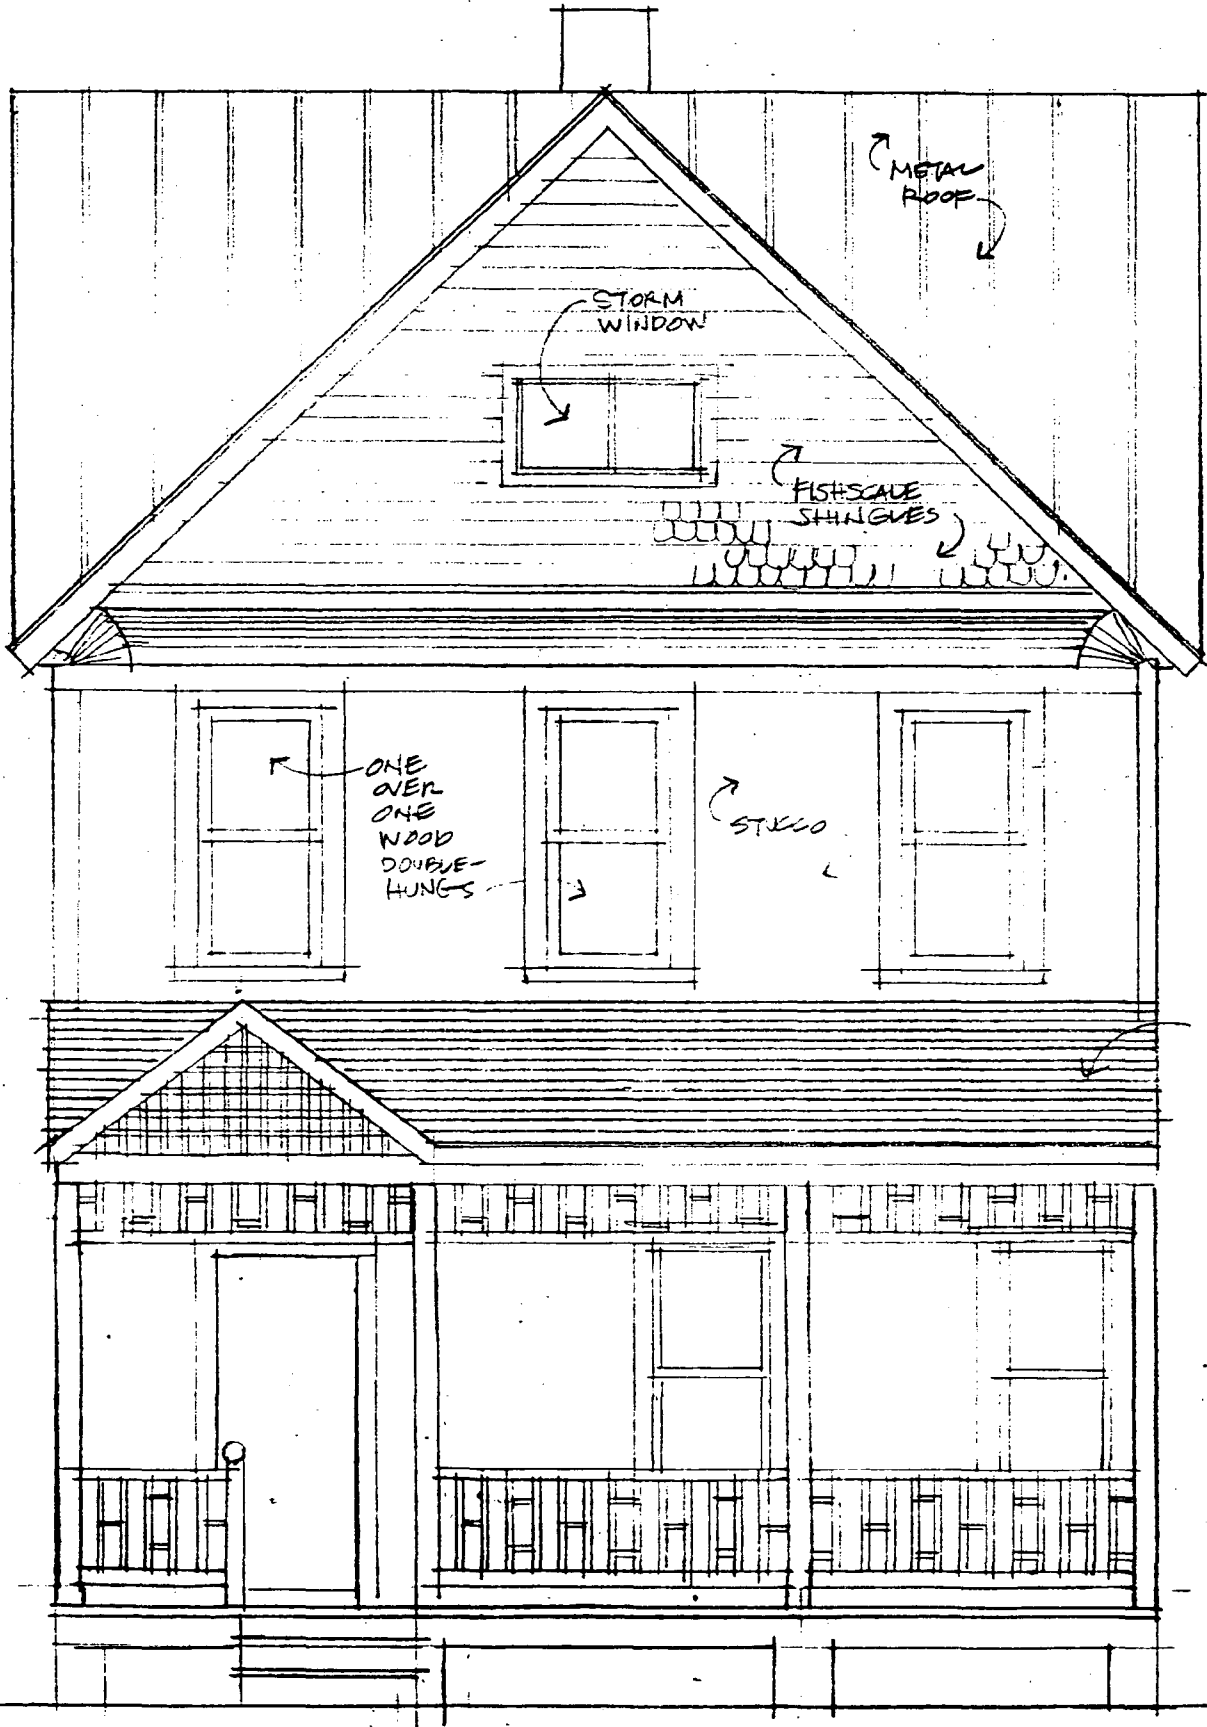 METAL
ROOF
STORM
WINDOW
FISHSCALE
SHINGLES
ONE
OVER
ONE
WOOD
DOUBLE-
HUNGS
STUCCO